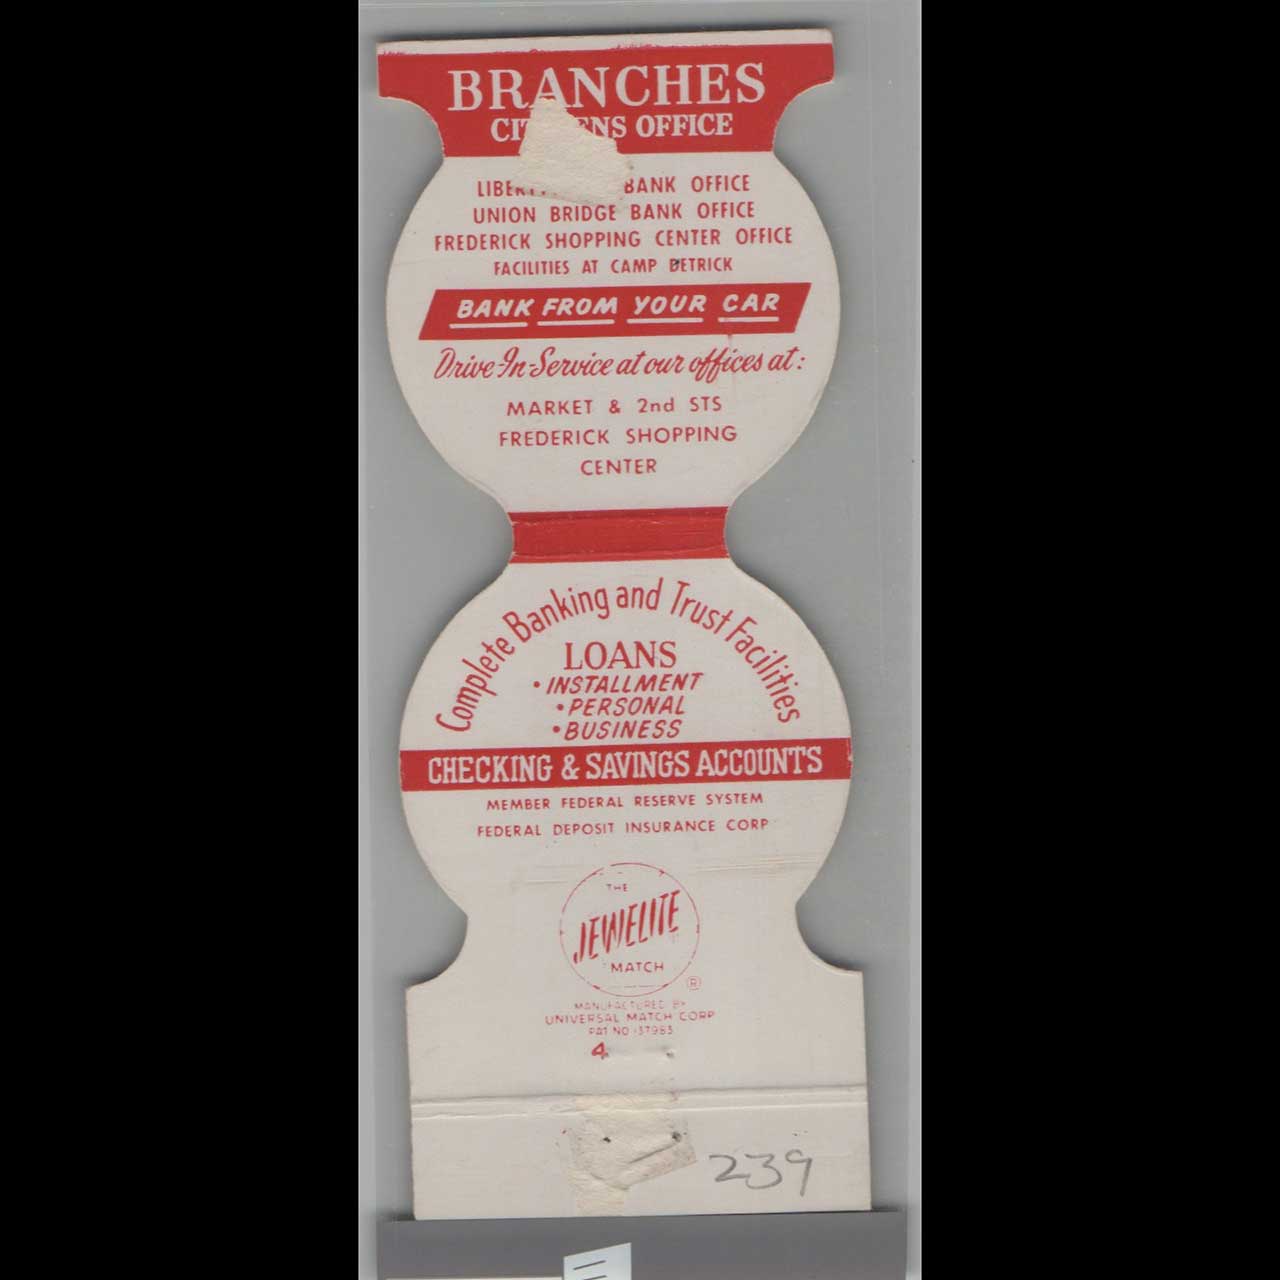 BRANCHES
OFFICE
BANK OFFICE
UNION BRIDGE BANK OFFICE
FREDERICK SHOPPING CENTER OFFICE
FACILITIES AT CAMP DETRICK
BANK FROM YOUR CAR
Drive-In-Service at our offices at:
MARKET & 2nd STS
FREDERICK SHOPPING
CENTER
Complete Banking and Trust Facilities
LOANS
• INSTALLMENT
• PERSONAL
• BUSINESS
CHECKING & SAVINGS ACCOUNTS
MEMBER FEDERAL RESERVE SYSTEM
FEDERAL DEPOSIT INSURANCE CORP
THE
JEWELITE
MATCH
®
MANUFACTURED BY
UNIVERSAL MATCH CORP
PAT NO
4
239